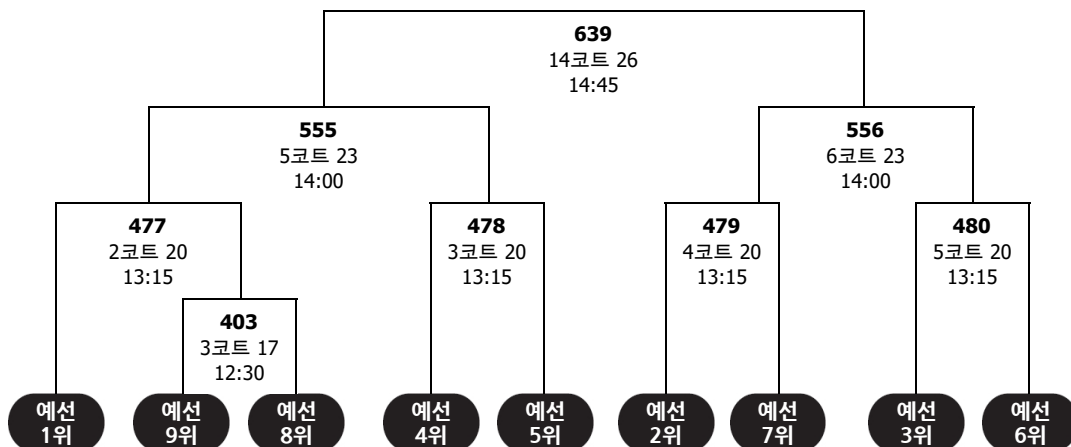 639
14코트 26
14:45
555
5코트 23
14:00
556
6코트 23
14:00
477
2코트 20
13:15
478
3코트 20
13:15
479
4코트 20
13:15
480
5코트 20
13:15
403
3코트 17
12:30
예선
1위
예선
9위
예선
8위
예선
4위
예선
5위
예선
2위
예선
7위
예선
3위
예선
6위